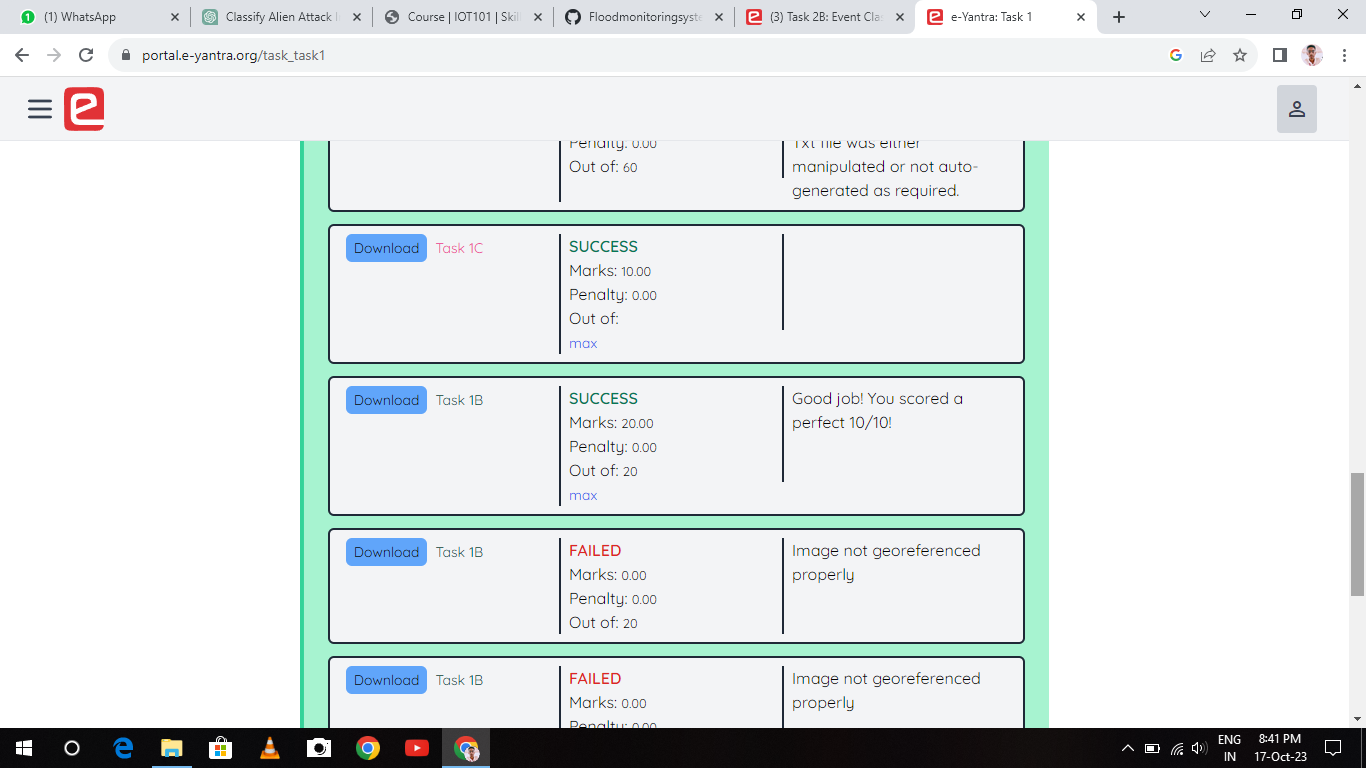 (1) WhatsApp
Classify Alien Attack I
Course | IOT101 | Skil
Floodmonitoringsyste
(3) Task 2B: Event Cla
e-Yantra: Task 1
portal.e-yantra.org/task_task1
Penalty: 0.00
Out of: 60
Txt file was either
manipulated or not auto-
generated as required.
Download Task 1C
SUCCESS
Marks: 10.00
Penalty: 0.00
Out of:
max
Download Task 1B
SUCCESS
Marks: 20.00
Penalty: 0.00
Out of: 20
max
Good job! You scored a
perfect 10/10!
Download Task 1B
FAILED
Marks: 0.00
Penalty: 0.00
Out of: 20
Image not georeferenced
properly
Download Task 1B
FAILED
Marks: 0.00
Penalty: 0.00
Image not georeferenced
properly
ENG
IN
8:41 PM
17-Oct-23